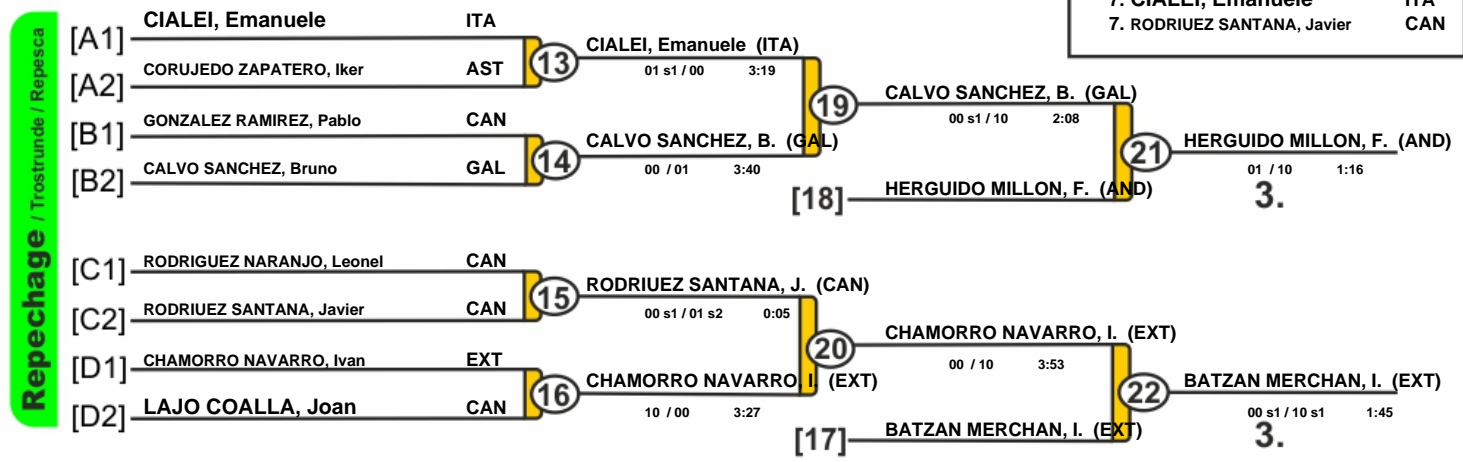 7. CIALEI, Emanuele ITA
7. RODRIUEZ SANTANA, Javier CAN
Repechage / Trostrunde / Repesca
[A1] CIALEI, Emanuele ITA
[A2] CORUJEDO ZAPATERO, Iker AST
[B1] GONZALEZ RAMIREZ, Pablo CAN
[B2] CALVO SANCHEZ, Bruno GAL
13 CIALEI, Emanuele (ITA)
01 s1 / 00 3:19
14 CALVO SANCHEZ, B. (GAL)
00 / 01 3:40
19 CALVO SANCHEZ, B. (GAL)
00 s1 / 10 2:08
[18] HERGUIDO MILLON, F. (AND)
21 HERGUIDO MILLON, F. (AND)
01 / 10 1:16
3.
[C1] RODRIGUEZ NARANJO, Leonel CAN
[C2] RODRIUEZ SANTANA, Javier CAN
[D1] CHAMORRO NAVARRO, Ivan EXT
[D2] LAJO COALLA, Joan CAN
15 RODRIUEZ SANTANA, J. (CAN)
00 s1 / 01 s2 0:05
16 CHAMORRO NAVARRO, I. (EXT)
10 / 00 3:27
20 CHAMORRO NAVARRO, I. (EXT)
00 / 10 3:53
[17] BATZAN MERCHAN, I. (EXT)
22 BATZAN MERCHAN, I. (EXT)
00 s1 / 10 s1 1:45
3.